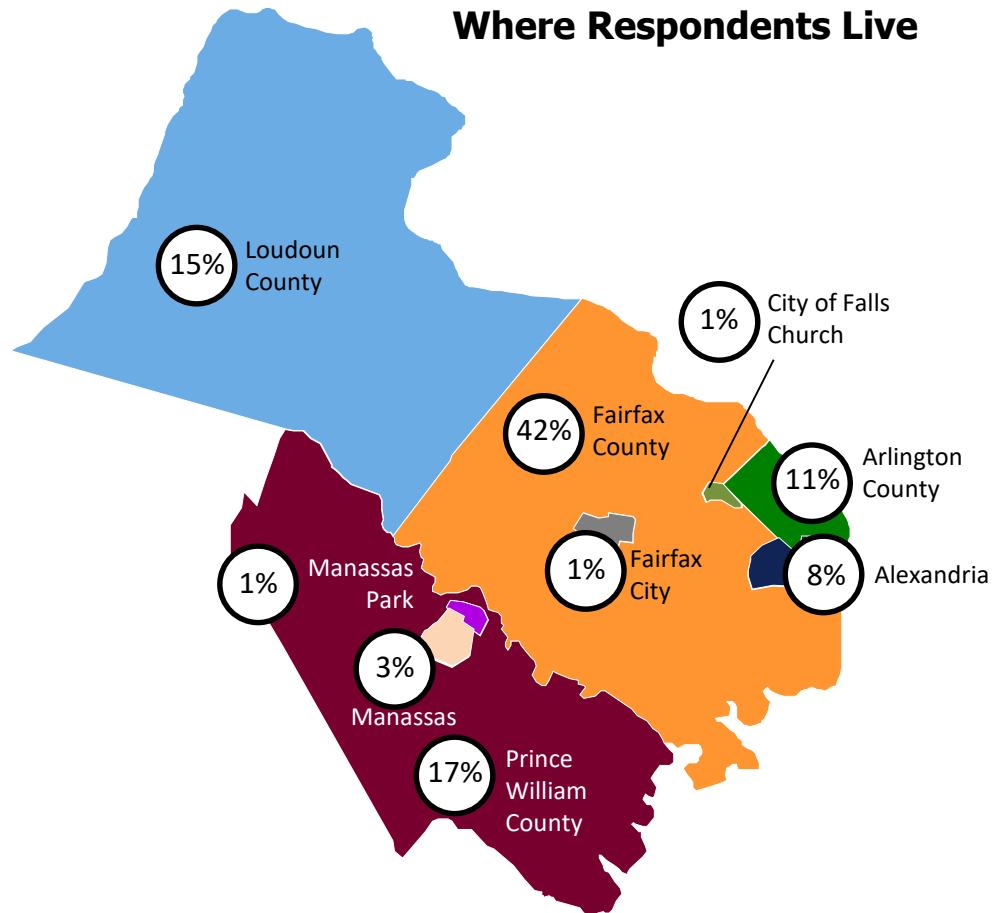 Where Respondents Live
15%
Loudoun
County
1%
City of Falls
Church
42%
Fairfax
County
11%
Arlington
County
1%
Fairfax
City
8%
Alexandria
1%
Manassas
Park
3%
Manassas
17%
Prince
William
County